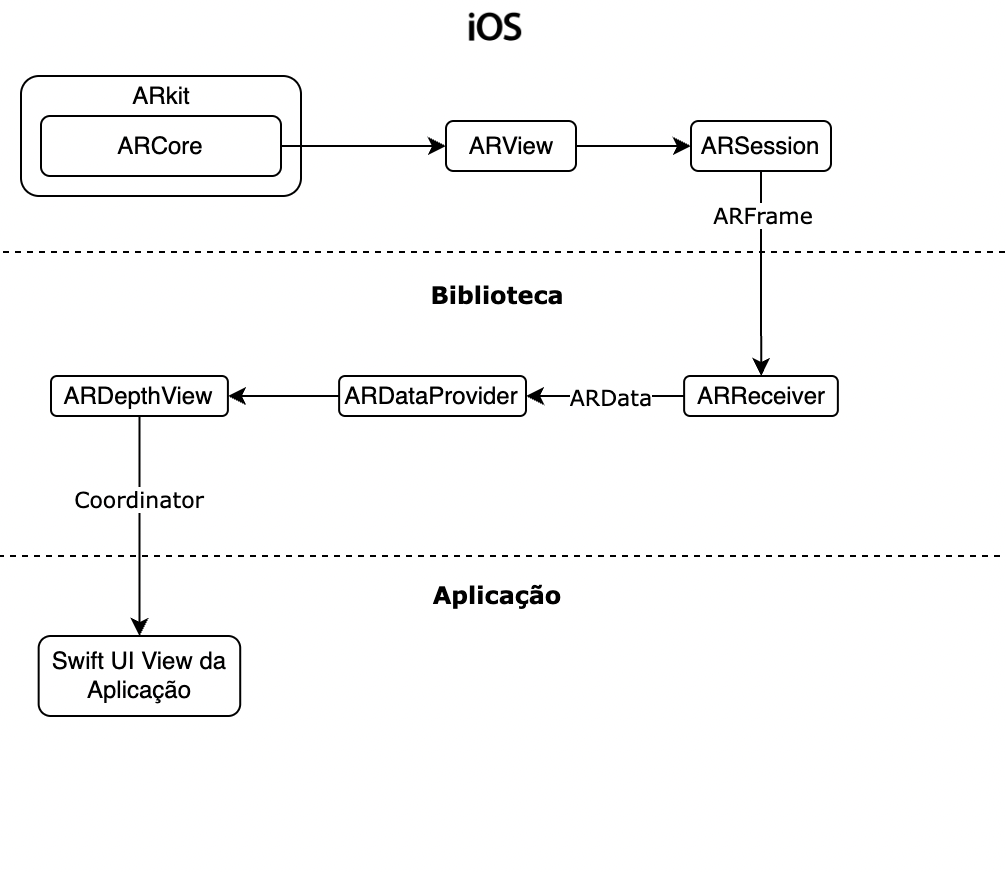 iOS
ARkit
ARCore
ARView
ARSession
ARFrame
Biblioteca
ARDepthView
ARDataProvider
ARData
ARReceiver
Coordinator
Aplicação
Swift UI View da
Aplicação